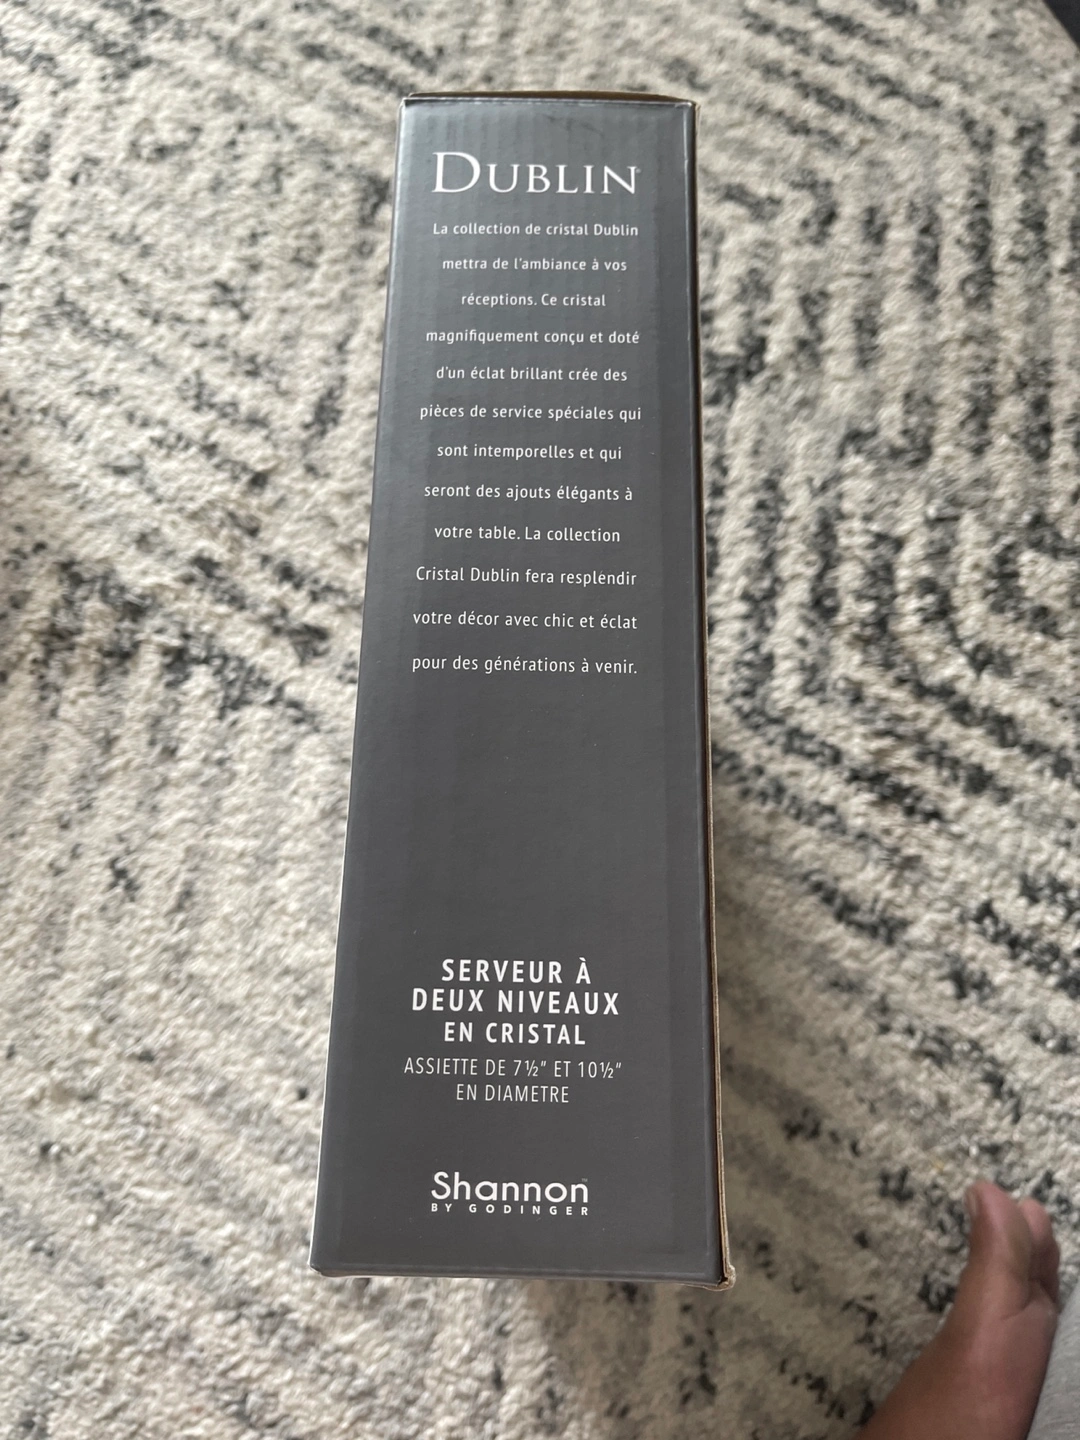 DUBLIN
La collection de cristal Dublin
mettra de l'ambiance à vos
réceptions. Ce cristal
magnifiquement conçu et doté
d'un éclat brillant crée des
pièces de service spéciales qui
sont intemporelles et qui
seront des ajouts élégants à
votre table. La collection
Cristal Dublin fera resplendir
votre décor avec chic et éclat
pour des générations à venir.
SERVEUR À
DEUX NIVEAUX
EN CRISTAL
ASSIETTE DE 7½" ET 10½"
EN DIAMETRE
Shannon™
BY GODINGER